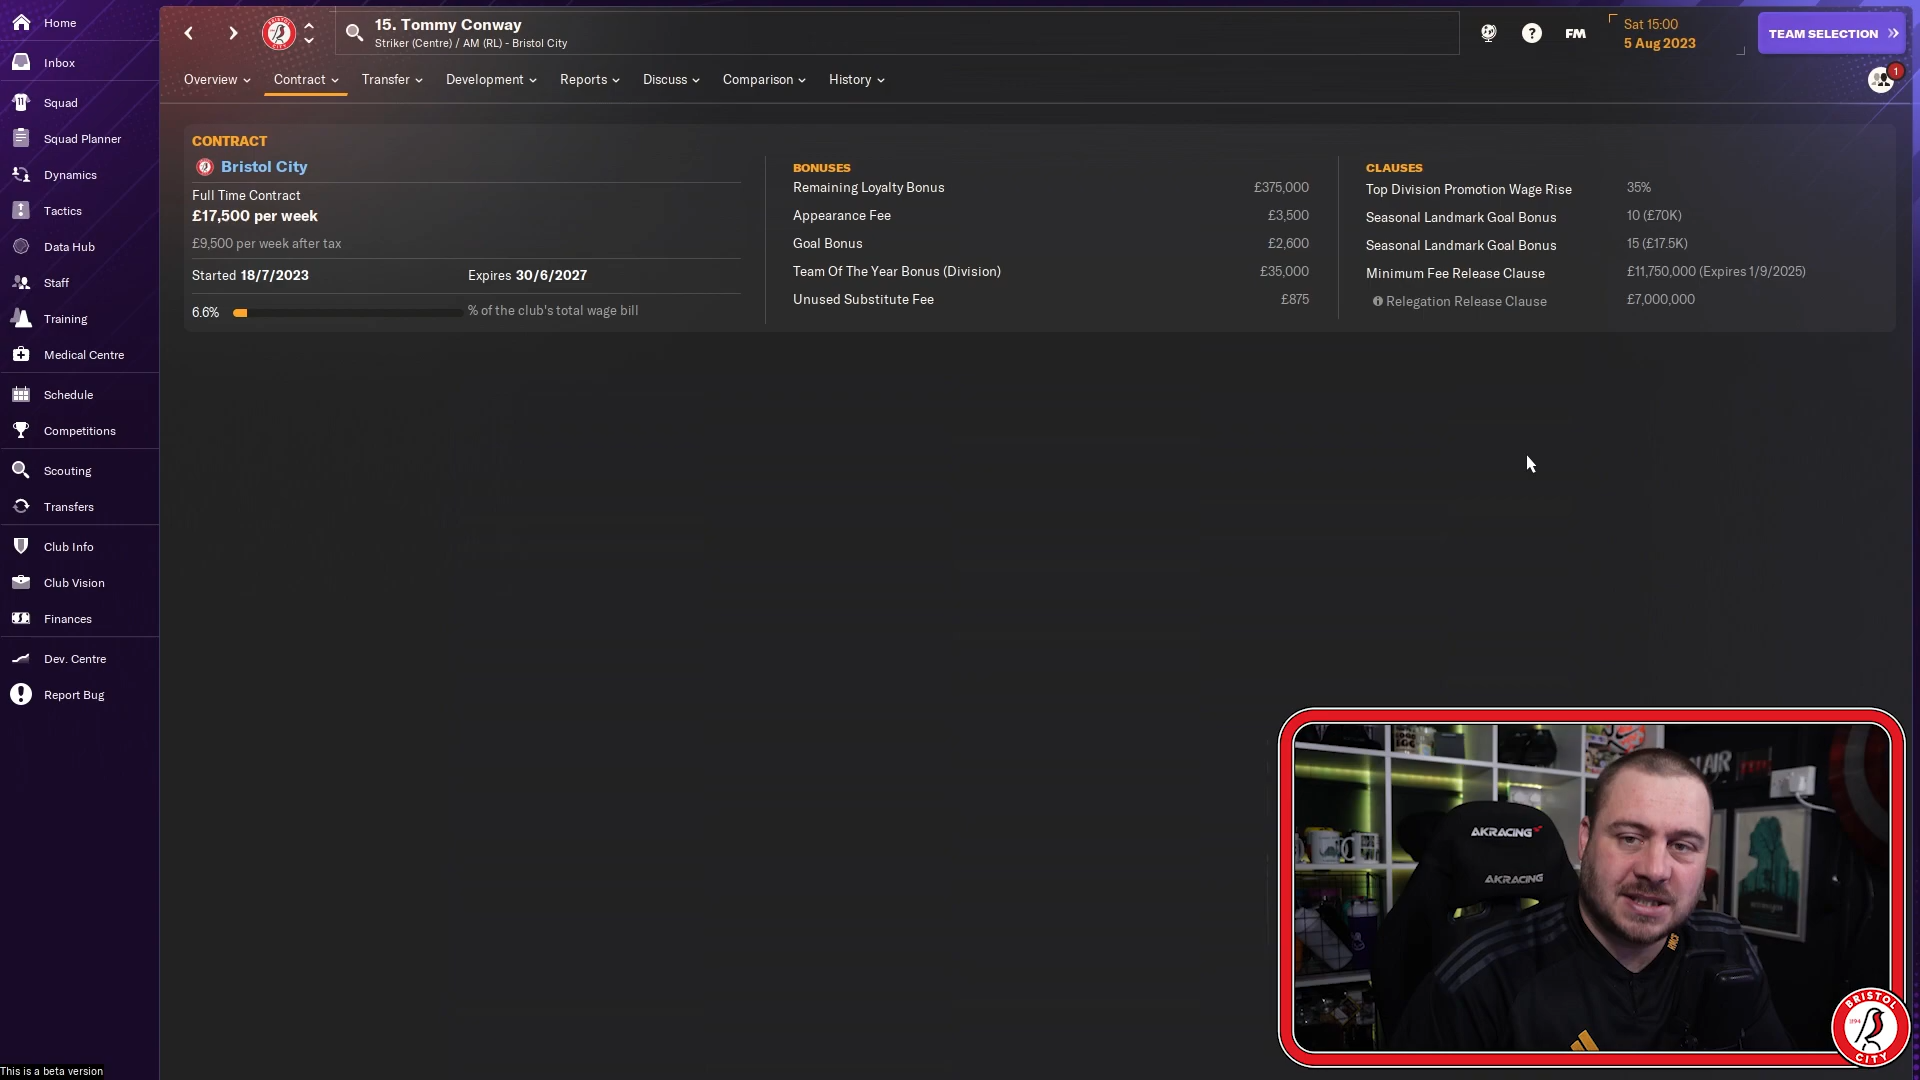 Home
Inbox
Squad
Squad Planner
Dynamics
Tactics
Data Hub
Staff
Training
Medical Centre
Schedule
Competitions
Scouting
Transfers
Club Info
Club Vision
Finances
Dev. Centre
Report Bug
This is a beta version
15. Tommy Conway
Striker (Centre) / AM (RL) - Bristol City
FM
Sat 15:00
5 Aug 2023
TEAM SELECTION
Overview Contract Transfer Development Reports Discuss Comparison History
1
CONTRACT
Bristol City
Full Time Contract
£17,500 per week
£9,500 per week after tax
Started 18/7/2023 Expires 30/6/2027
6.6% % of the club's total wage bill
BONUSES
Remaining Loyalty Bonus £375,000
Appearance Fee £3,500
Goal Bonus £2,600
Team Of The Year Bonus (Division) £35,000
Unused Substitute Fee £875
CLAUSES
Top Division Promotion Wage Rise 35%
Seasonal Landmark Goal Bonus 10 (£70K)
Seasonal Landmark Goal Bonus 15 (£17.5K)
Minimum Fee Release Clause £11,750,000 (Expires 1/9/2025)
Relegation Release Clause £7,000,000
AIR
AKRACING
AKRACING
BRISTOL
CITY